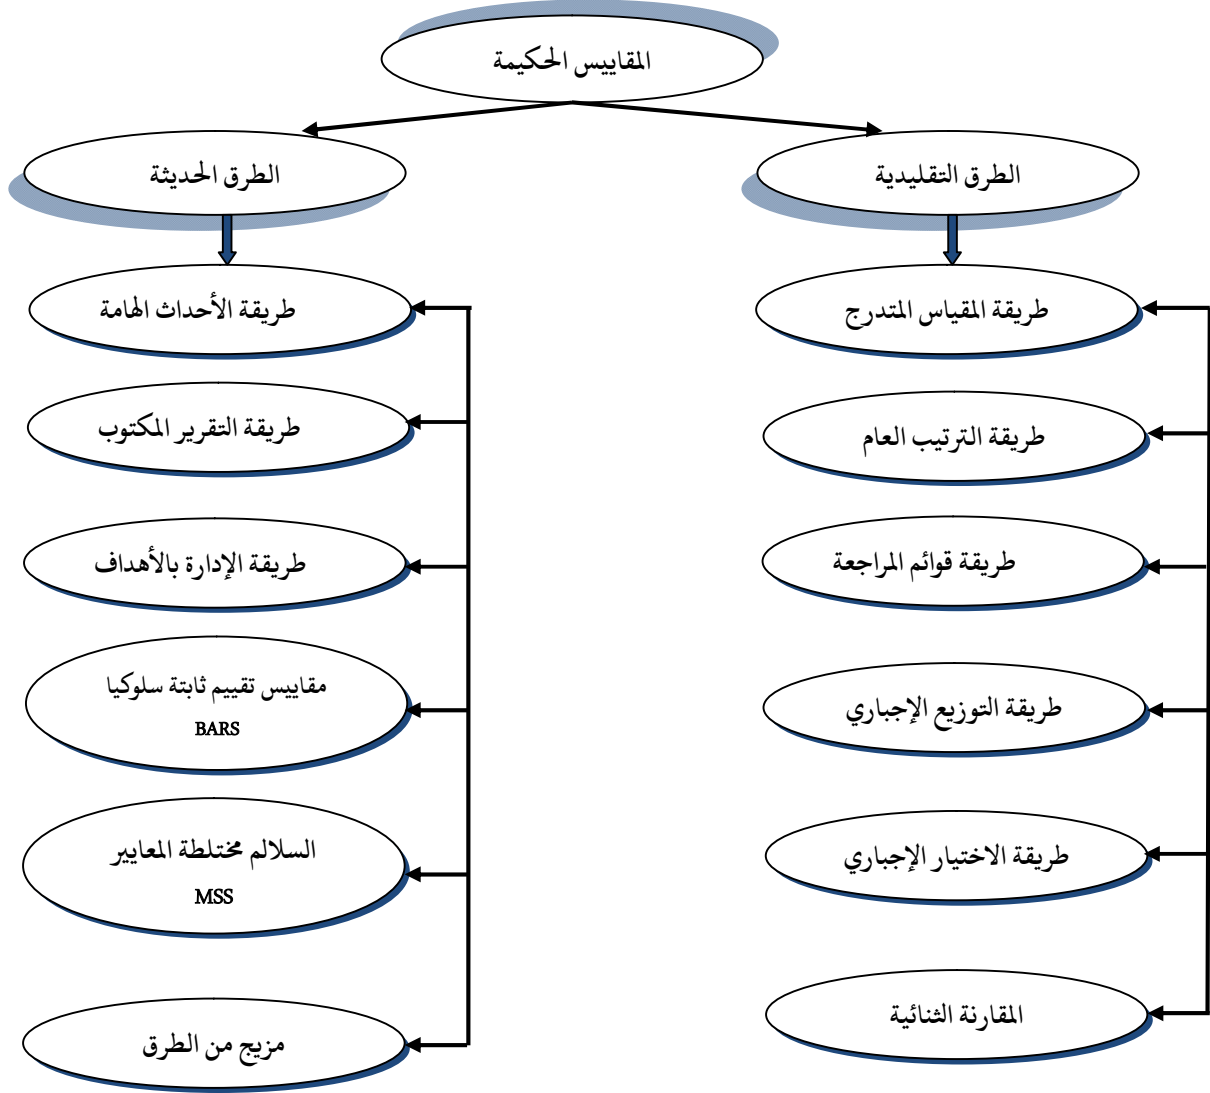 المقاييس الحكيمة
الطرق التقليدية
طريقة المقياس المتدرج
طريقة الترتيب العام
طريقة قوائم المراجعة
طريقة التوزيع الإجباري
طريقة الاختيار الإجباري
المقارنة الثنائية
الطرق الحديثة
طريقة الأحداث الهامة
طريقة التقرير المكتوب
طريقة الإدارة بالأهداف
مقاييس تقييم ثابتة سلوكيا
BARS
السلالم مختلطة المعايير
MSS
مزيج من الطرق